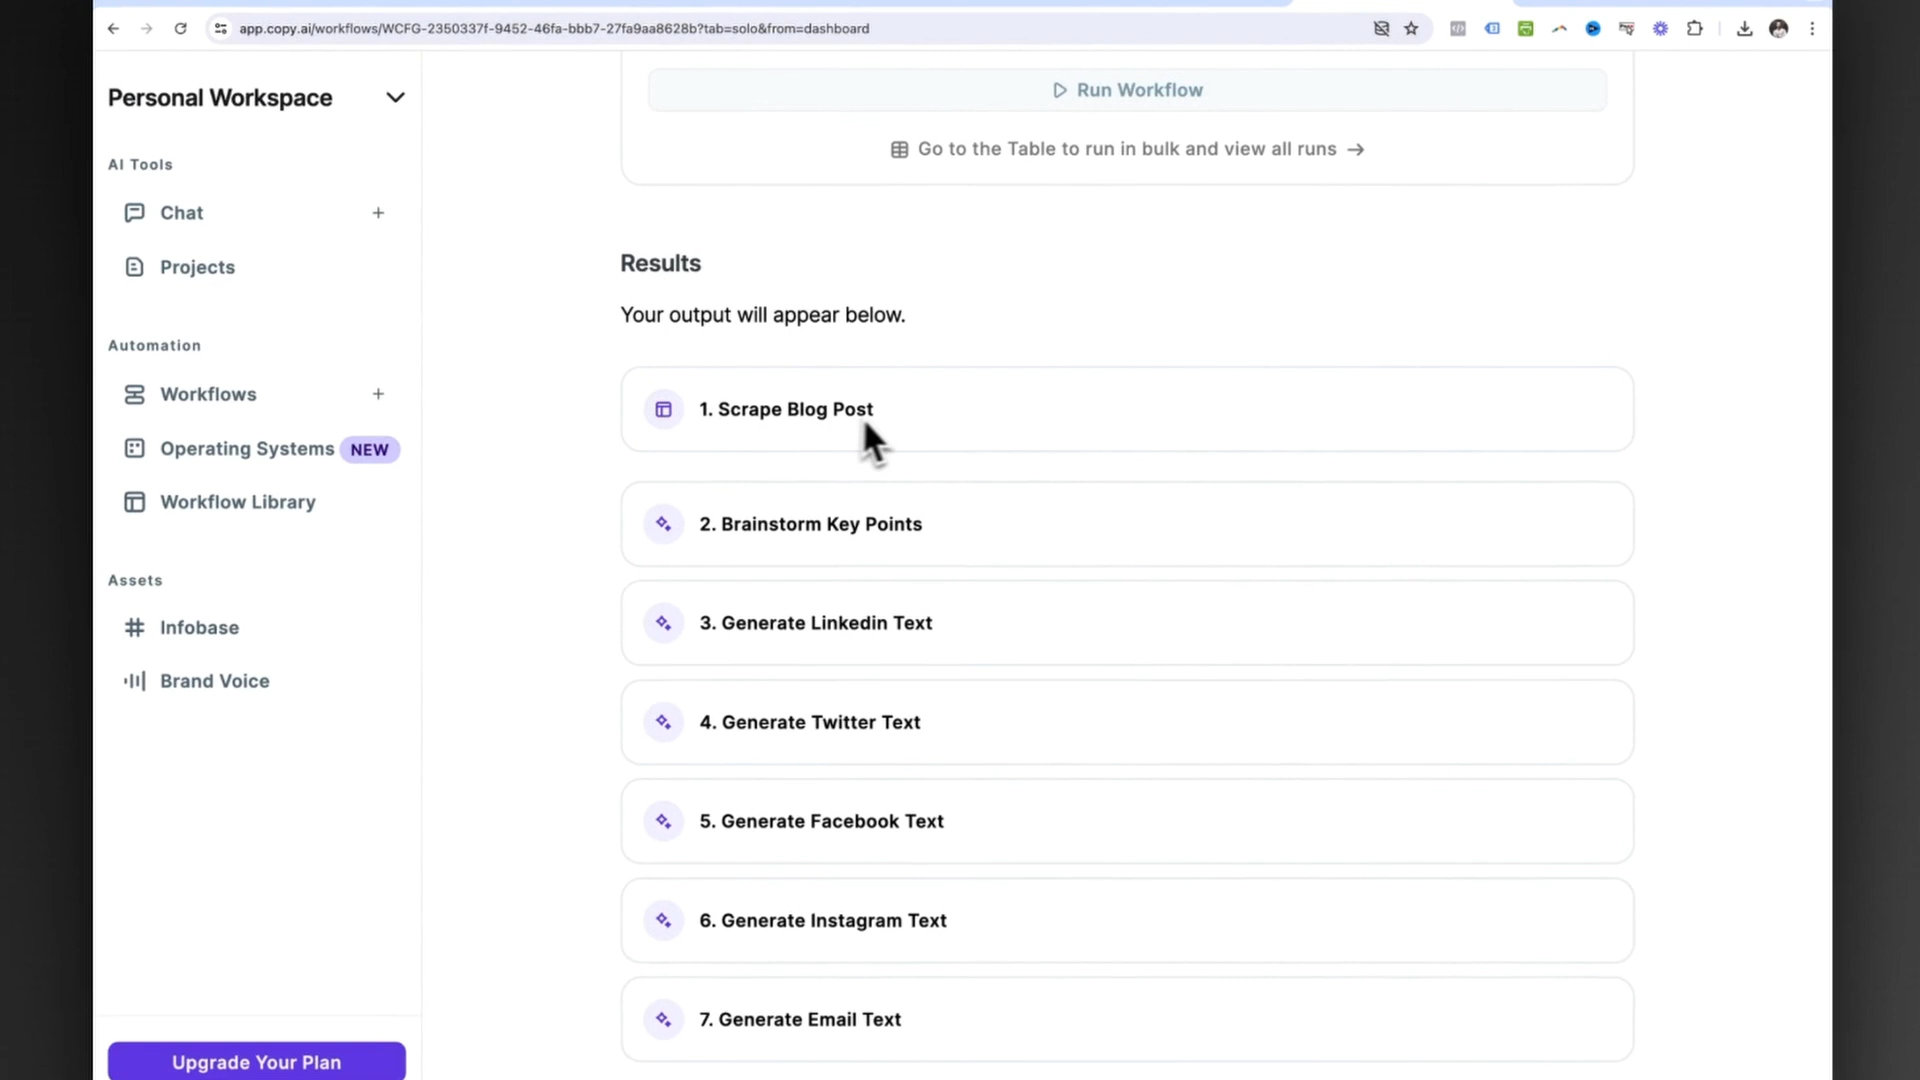 app.copy.ai/workflows/WCFG-2350337f-9452-46fa-bbb7-27fa9aa8628b?tab=solo&from=dashboard
Personal Workspace
AI Tools
Chat
Projects
Automation
Workflows
Operating Systems NEW
Workflow Library
Assets
Infobase
Brand Voice
Upgrade Your Plan
Run Workflow
Go to the Table to run in bulk and view all runs →
Results
Your output will appear below.
1. Scrape Blog Post
2. Brainstorm Key Points
3. Generate Linkedin Text
4. Generate Twitter Text
5. Generate Facebook Text
6. Generate Instagram Text
7. Generate Email Text